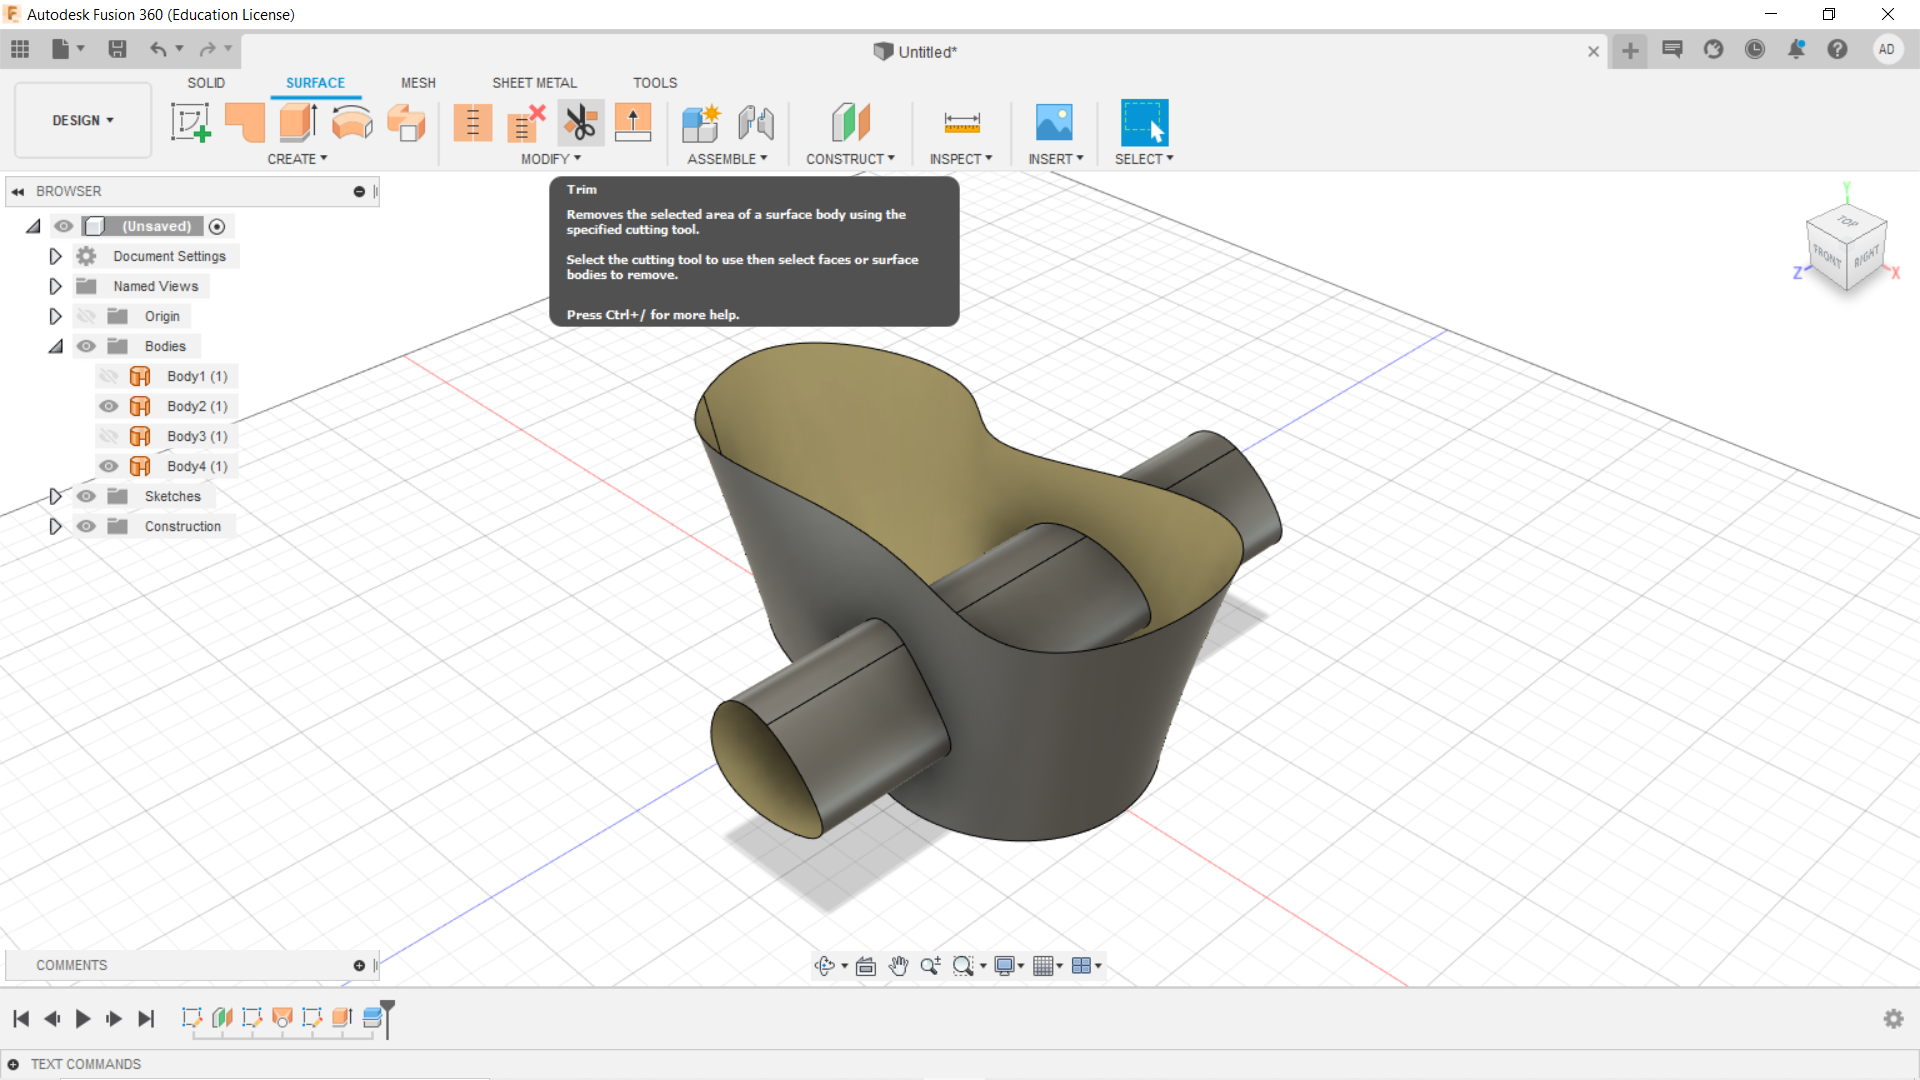 Autodesk Fusion 360 (Education License)
Untitled*
AD
DESIGN
SOLID
SURFACE
MESH
SHEET METAL
TOOLS
CREATE
MODIFY
ASSEMBLE
CONSTRUCT
INSPECT
INSERT
SELECT
BROWSER
(Unsaved)
Document Settings
Named Views
Origin
Bodies
Body1 (1)
Body2 (1)
Body3 (1)
Body4 (1)
Sketches
Construction
Trim
Removes the selected area of a surface body using the
specified cutting tool.
Select the cutting tool to use then select faces or surface
bodies to remove.
Press Ctrl+/ for more help.
Y
TOP
FRONT
RIGHT
Z
X
COMMENTS
TEXT COMMANDS